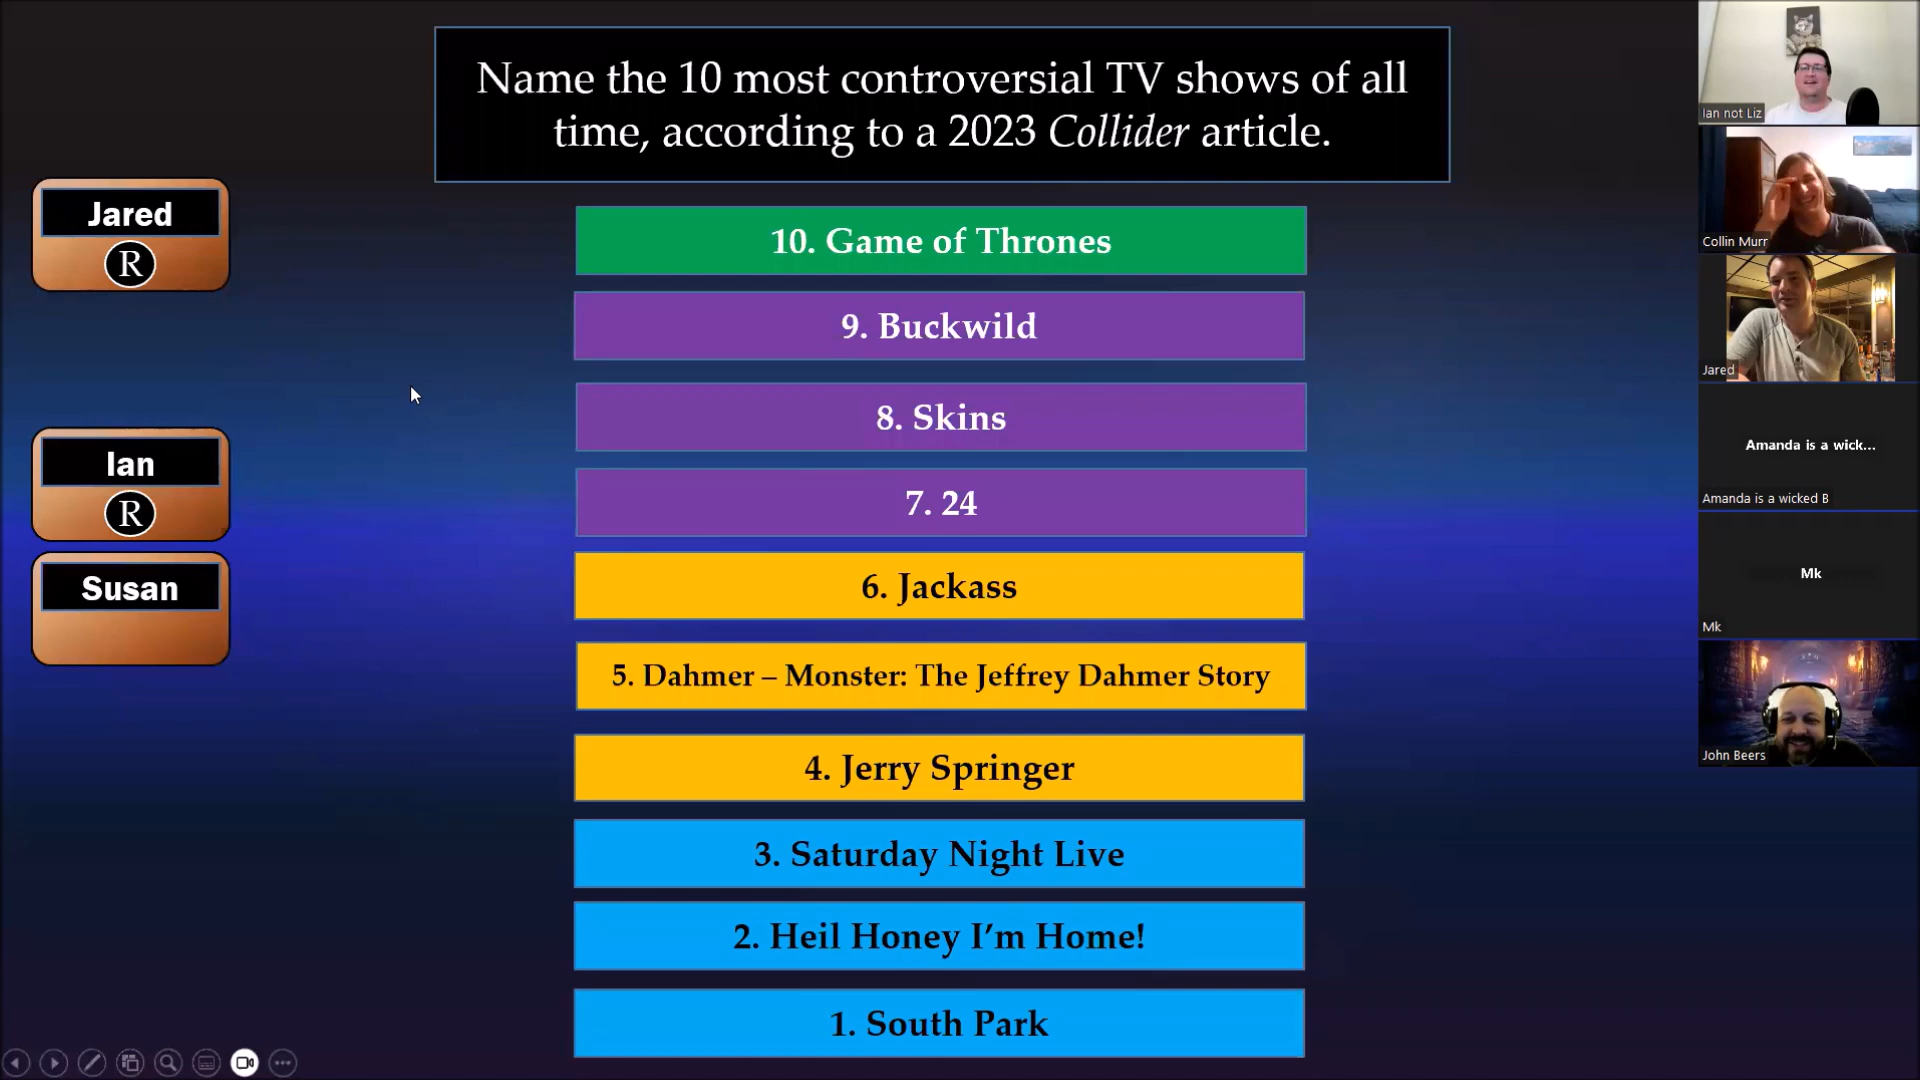 Name the 10 most controversial TV shows of all
time, according to a 2023 Collider article.
Jared
R
Ian
R
Susan
10. Game of Thrones
9. Buckwild
8. Skins
7. 24
6. Jackass
5. Dahmer – Monster: The Jeffrey Dahmer Story
4. Jerry Springer
3. Saturday Night Live
2. Heil Honey I’m Home!
1. South Park
Ian not Liz
Collin Murr
Jared
Amanda is a wick...
Amanda is a wicked B
Mk
Mk
John Beers